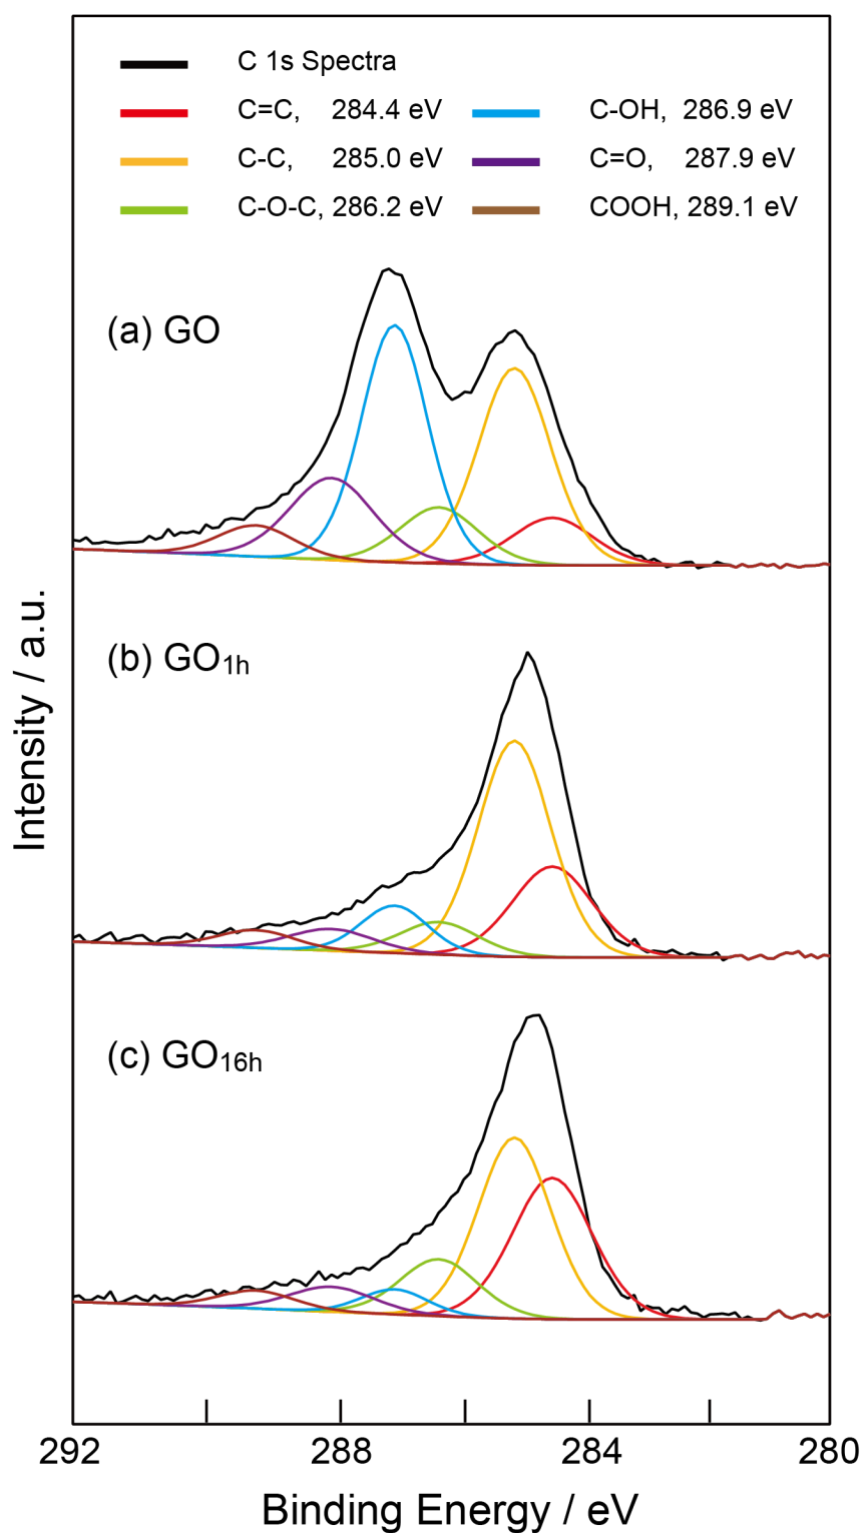 C 1s Spectra
C=C, 284.4 eV
C-OH, 286.9 eV
C-C, 285.0 eV
C=O, 287.9 eV
C-O-C, 286.2 eV
COOH, 289.1 eV
(a) GO
(b) GO1h
(c) GO16h
Intensity / a.u.
292 288 284 280
Binding Energy / eV